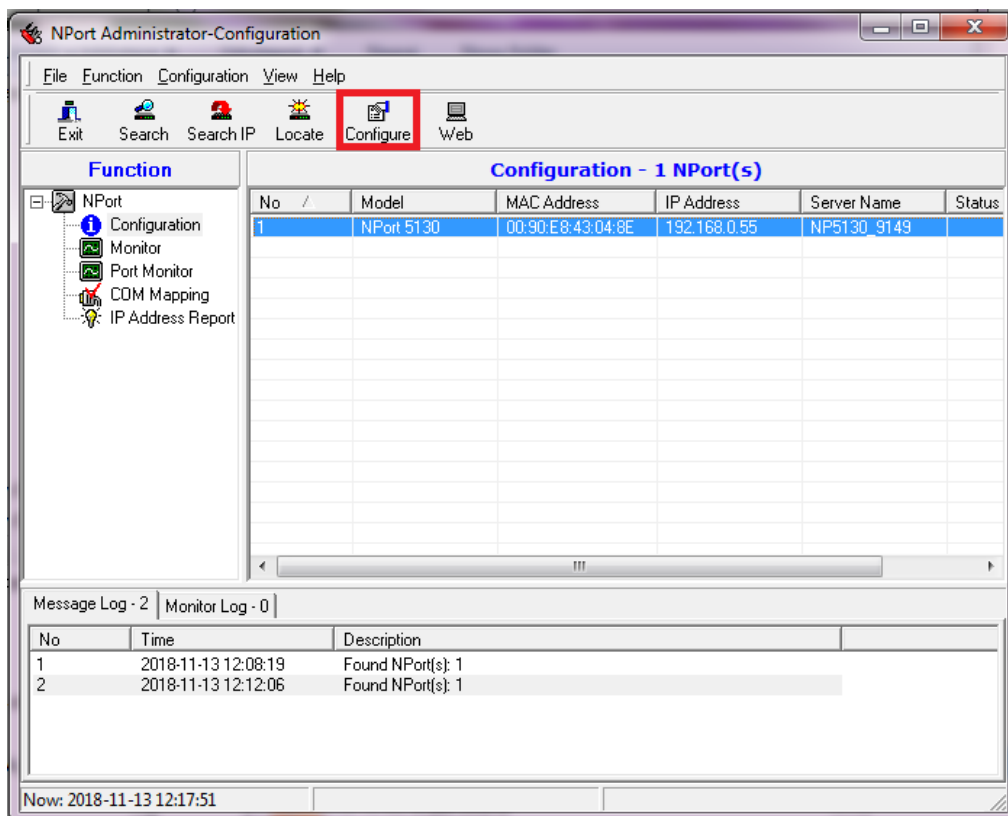 NPort Administrator-Configuration
File Function Configuration View Help
Exit Search Search IP Locate Configure Web
Function
Configuration - 1 NPort(s)
NPort
Configuration
Monitor
Port Monitor
COM Mapping
IP Address Report
No Model MAC Address IP Address Server Name Status
1 NPort 5130 00:90:E8:43:04:8E 192.168.0.55 NP5130_9149
Message Log - 2 Monitor Log - 0
No Time Description
1 2018-11-13 12:08:19 Found NPort(s): 1
2 2018-11-13 12:12:06 Found NPort(s): 1
Now: 2018-11-13 12:17:51